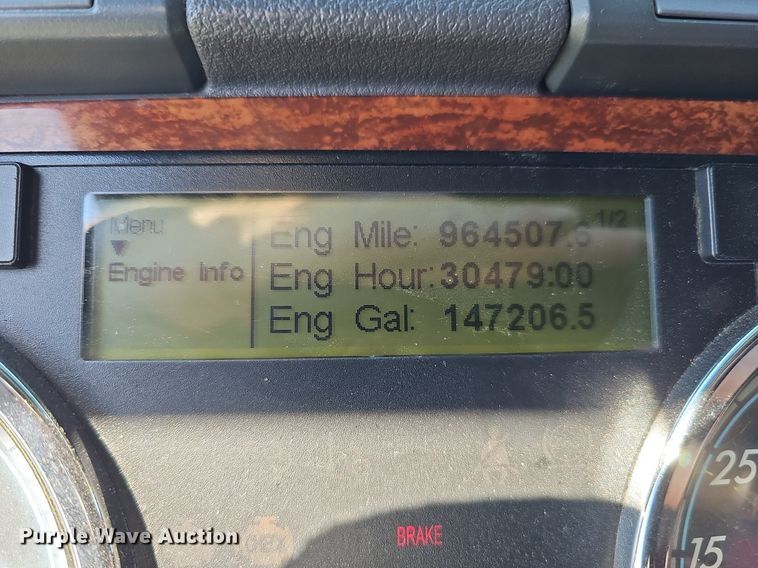 Menu
Engine Info
1/2
Eng Mile: 964507.6
Eng Hour: 30479:00
Eng Gal: 147206.5
25
15
BRAKE
Purple Wave Auction